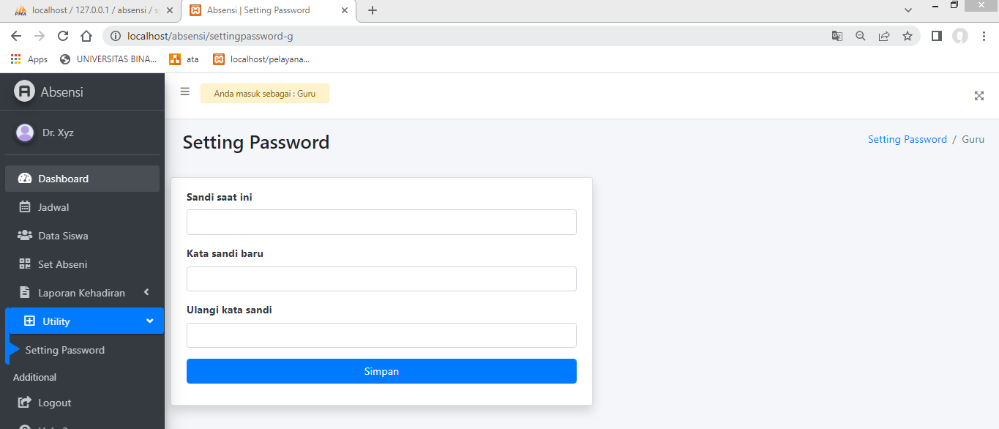 localhost / 127.0.0.1 / absensi / s
Absensi | Setting Password
localhost/absensi/settingpassword-g
Apps
UNIVERSITAS BINA...
ata
localhost/pelayana...
Absensi
Anda masuk sebagai : Guru
Dr. Xyz
Setting Password
Setting Password / Guru
Dashboard
Jadwal
Data Siswa
Set Abseni
Laporan Kehadiran
Utility
Setting Password
Additional
Logout
Sandi saat ini
Kata sandi baru
Ulangi kata sandi
Simpan